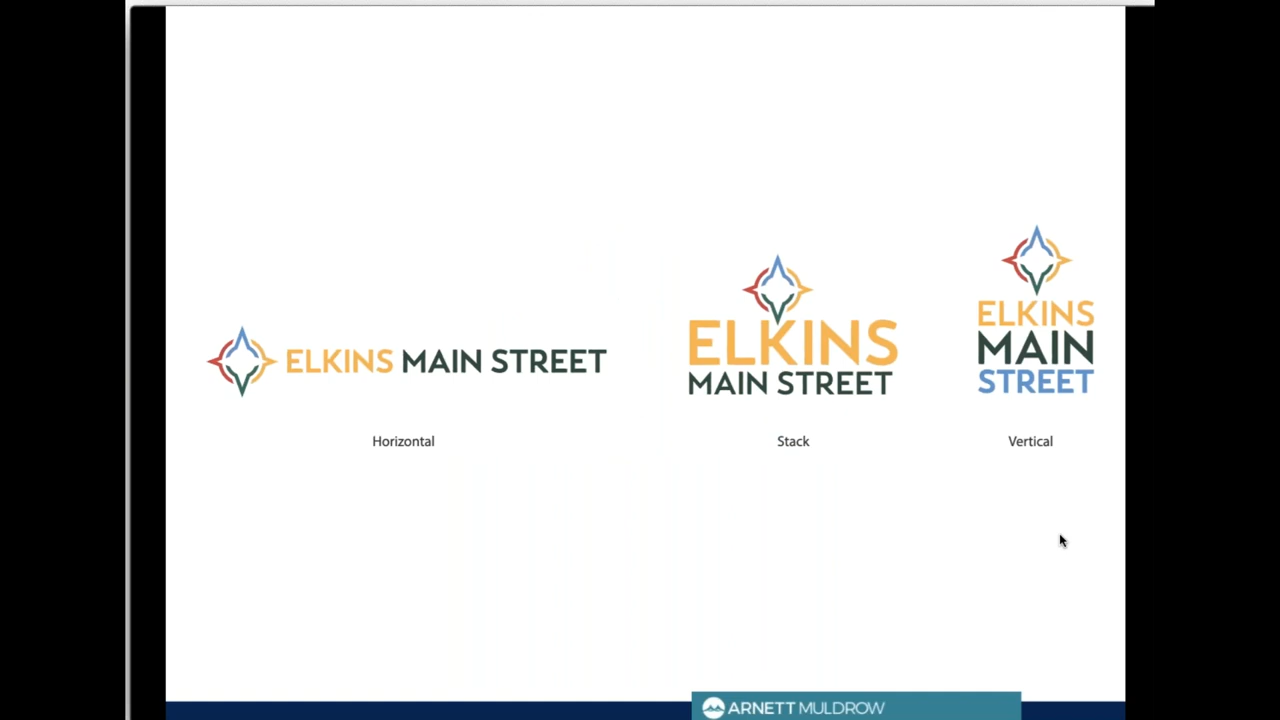 ELKINS MAIN STREET
Horizontal
ELKINS
MAIN STREET
Stack
ELKINS
MAIN
STREET
Vertical
ARNETT MULDROW